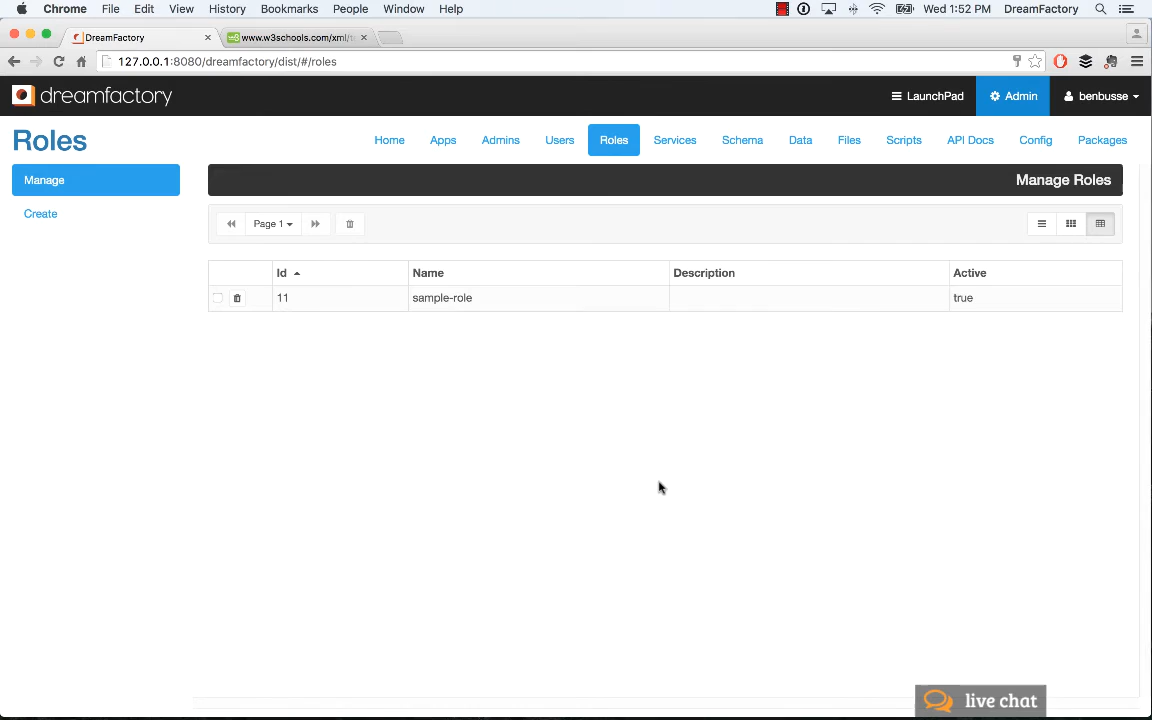 Chrome File Edit View History Bookmarks People Window Help Wed 1:52 PM DreamFactory
DreamFactory www.w3schools.com/xml/
127.0.0.1:8080/dreamfactory/dist/#/roles
dreamfactory LaunchPad Admin benbusse
Roles Home Apps Admins Users Roles Services Schema Data Files Scripts API Docs Config Packages
Manage Manage Roles
Create
Page 1
Id Name Description Active
11 sample-role true
live chat